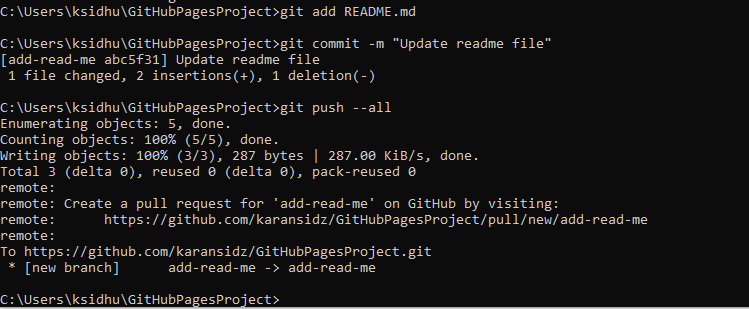 C:\Users\ksidhu\GitHubPagesProject>git add README.md
C:\Users\ksidhu\GitHubPagesProject>git commit -m "Update readme file"
[add-read-me abc5f31] Update readme file
 1 file changed, 2 insertions(+), 1 deletion(-)
C:\Users\ksidhu\GitHubPagesProject>git push --all
Enumerating objects: 5, done.
Counting objects: 100% (5/5), done.
Writing objects: 100% (3/3), 287 bytes | 287.00 KiB/s, done.
Total 3 (delta 0), reused 0 (delta 0), pack-reused 0
remote:
remote: Create a pull request for 'add-read-me' on GitHub by visiting:
remote:      https://github.com/karansidz/GitHubPagesProject/pull/new/add-read-me
remote:
To https://github.com/karansidz/GitHubPagesProject.git
 * [new branch]      add-read-me -> add-read-me
C:\Users\ksidhu\GitHubPagesProject>